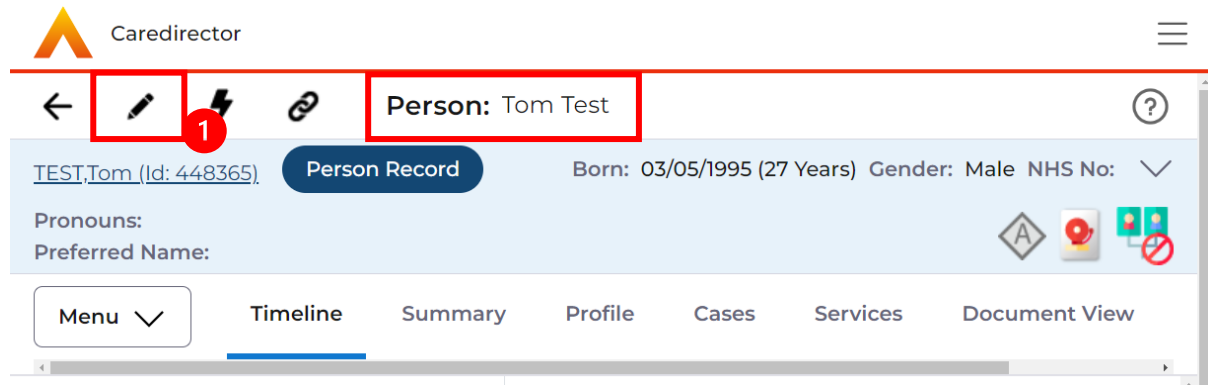 Caredirector
1
Person: Tom Test
?
TEST,Tom (Id: 448365) Person Record Born: 03/05/1995 (27 Years) Gender: Male NHS No:
Pronouns:
A
Preferred Name:
Menu Timeline Summary Profile Cases Services Document View